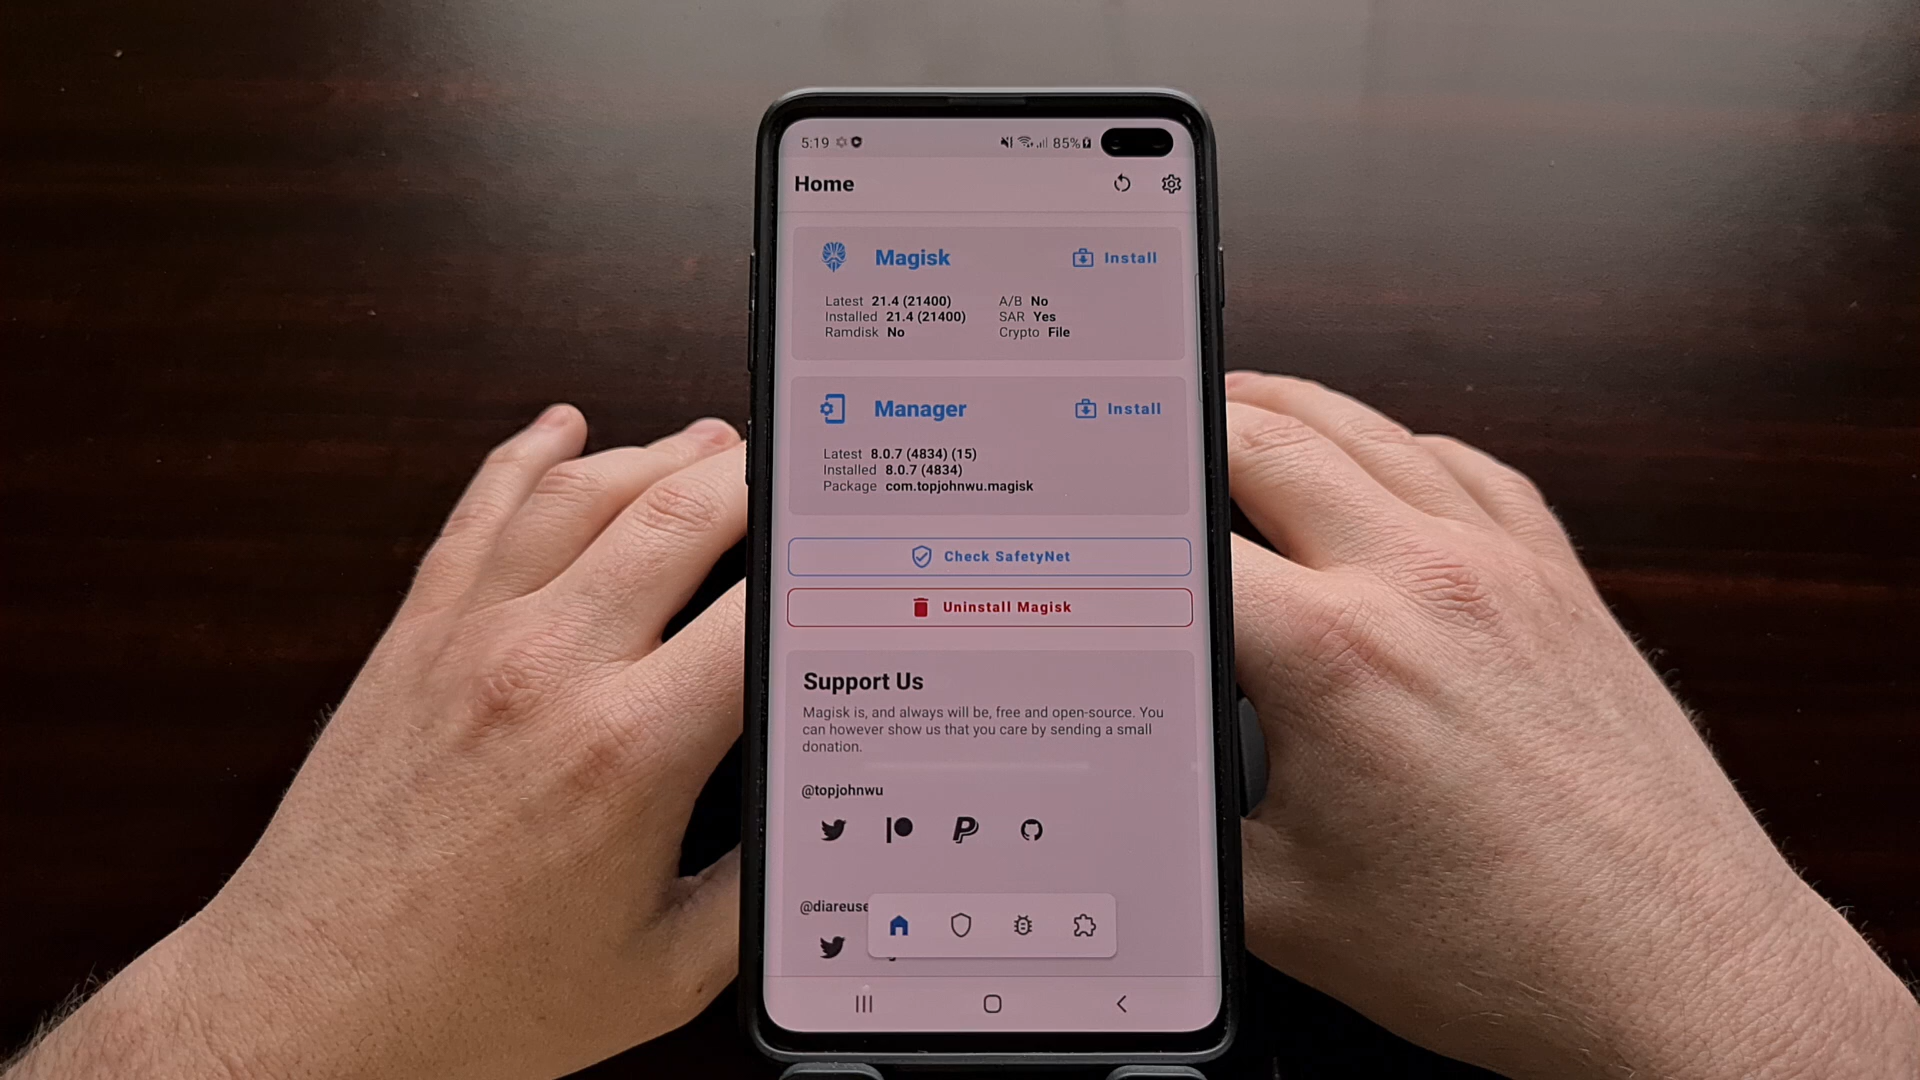 5:19 85%
Home
Magisk Install
Latest 21.4 (21400) A/B No
Installed 21.4 (21400) SAR Yes
Ramdisk No Crypto File
Manager Install
Latest 8.0.7 (4834) (15)
Installed 8.0.7 (4834)
Package com.topjohnwu.magisk
Check SafetyNet
Uninstall Magisk
Support Us
Magisk is, and always will be, free and open-source. You
can however show us that you care by sending a small
donation.
@topjohnwu
@diareuse